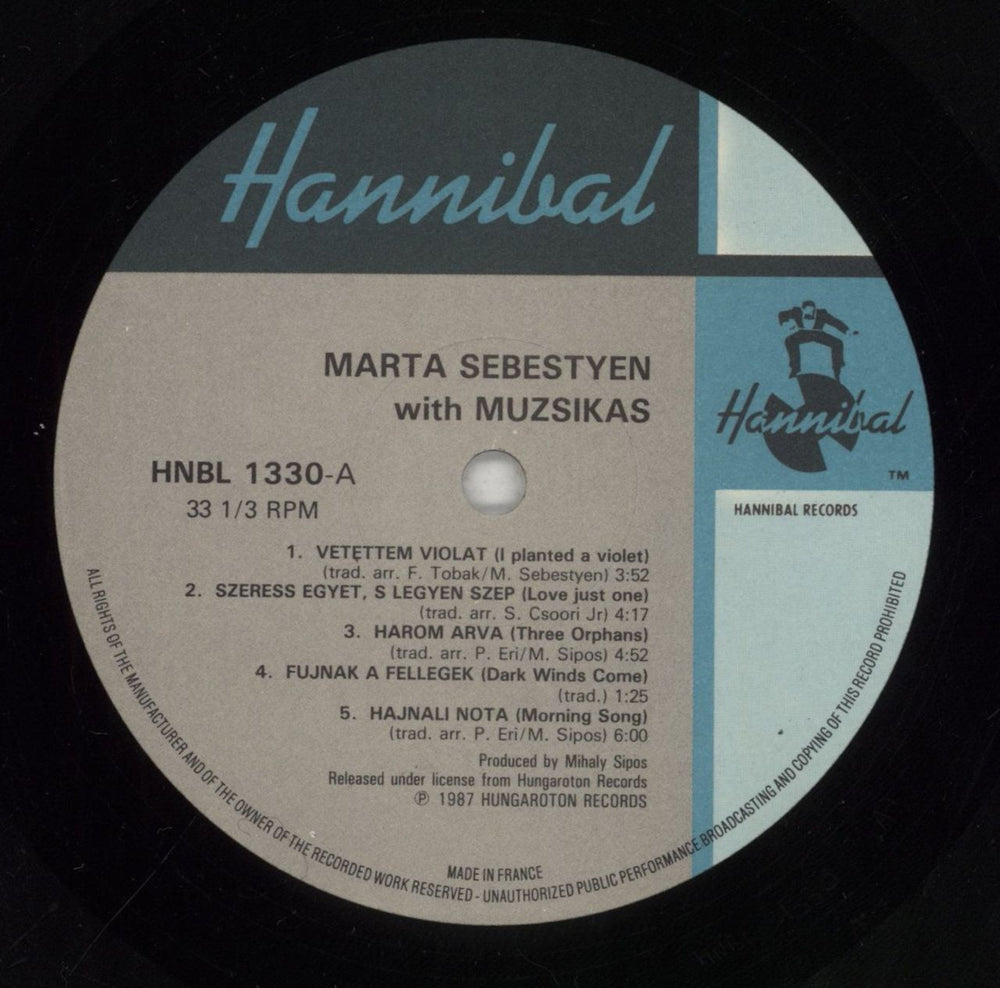 Hannibal
MARTA SEBESTYEN
with MUZSIKAS
Hannibal
TM
HNBL 1330-A
33 1/3 RPM
HANNIBAL RECORDS
1. VETETTEM VIOLAT (I planted a violet)
(trad. arr. F. Tobak/M. Sebestyen) 3:52
2. SZERESS EGYET, S LEGYEN SZEP (Love just one)
(trad. arr. S. Csoori Jr) 4:17
3. HAROM ARVA (Three Orphans)
(trad. arr. P. Eri/M. Sipos) 4:52
4. FUJNAK A FELLEGEK (Dark Winds Come)
(trad.) 1:25
5. HAJNALI NOTA (Morning Song)
(trad. arr. P. Eri/M. Sipos) 6:00
Produced by Mihaly Sipos
Released under license from Hungaroton Records
℗ 1987 HUNGAROTON RECORDS
MADE IN FRANCE
ALL RIGHTS OF THE MANUFACTURER AND OF THE OWNER OF THE RECORDED WORK RESERVED - UNAUTHORIZED PUBLIC PERFORMANCE BROADCASTING AND COPYING OF THIS RECORD PROHIBITED